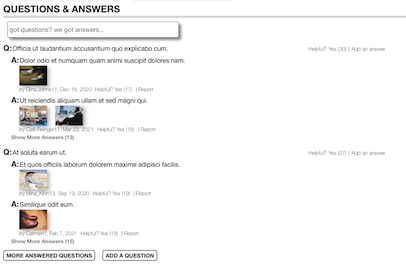 QUESTIONS & ANSWERS
got questions? we got answers...
Q: Officia ut laudantium accusantium quo explicabo cum. Helpful? Yes (30) | Add an answer
A: Dolor odio et numquam quam animi suscipit dolores nam.
by Gina.Johns11, Dec 16, 2020 Helpful? Yes (17) | Report
A: Ut reiciendis aliquam ullam et sed magni qui.
by Carl.Reinger11, Mar 22, 2021 Helpful? Yes (16) | Report
Show More Answers (13)
Q: At soluta earum ut. Helpful? Yes (27) | Add an answer
A: Et quos officiis laborum dolorem maxime adipisci facilis.
by Mina_Kihn13, Sep 19, 2020 Helpful? Yes (19) | Report
A: Similique odit eum.
Feb 7, 2021 Helpful? Yes (18) | Report
Show More Answers (15)
MORE ANSWERED QUESTIONS
ADD A QUESTION